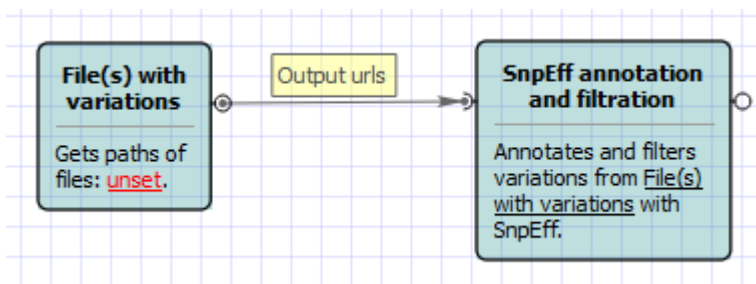 File(s) with
variations
Gets paths of
files: unset.
Output urls
SnpEff annotation
and filtration
Annotates and filters
variations from File(s)
with variations with
SnpEff.